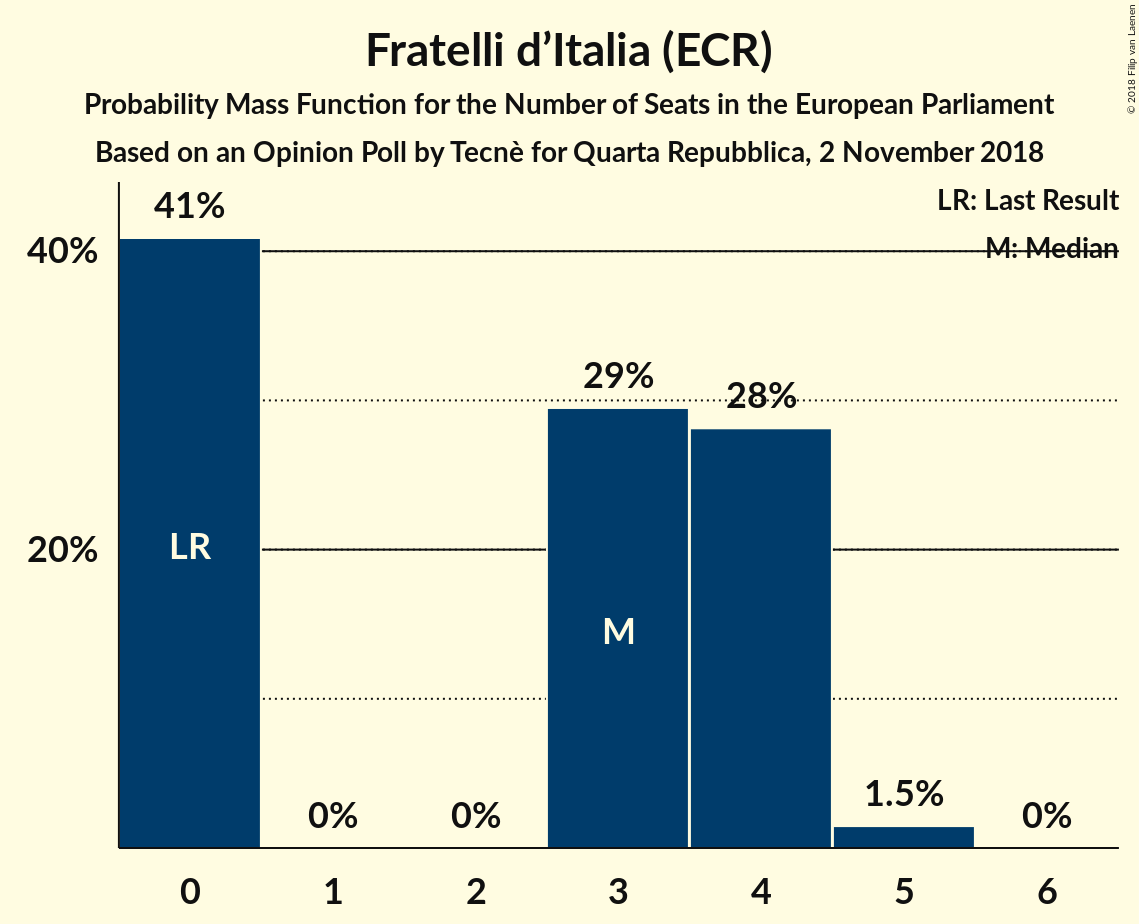 Fratelli d’Italia (ECR)
Probability Mass Function for the Number of Seats in the European Parliament
Based on an Opinion Poll by Tecnè for Quarta Repubblica, 2 November 2018
© 2018 Filip van Laenen
LR: Last Result
M: Median
41%
40%
29%
28%
LR
20%
M
1.5%
0%
0%
0%
0
1
2
3
4
5
6